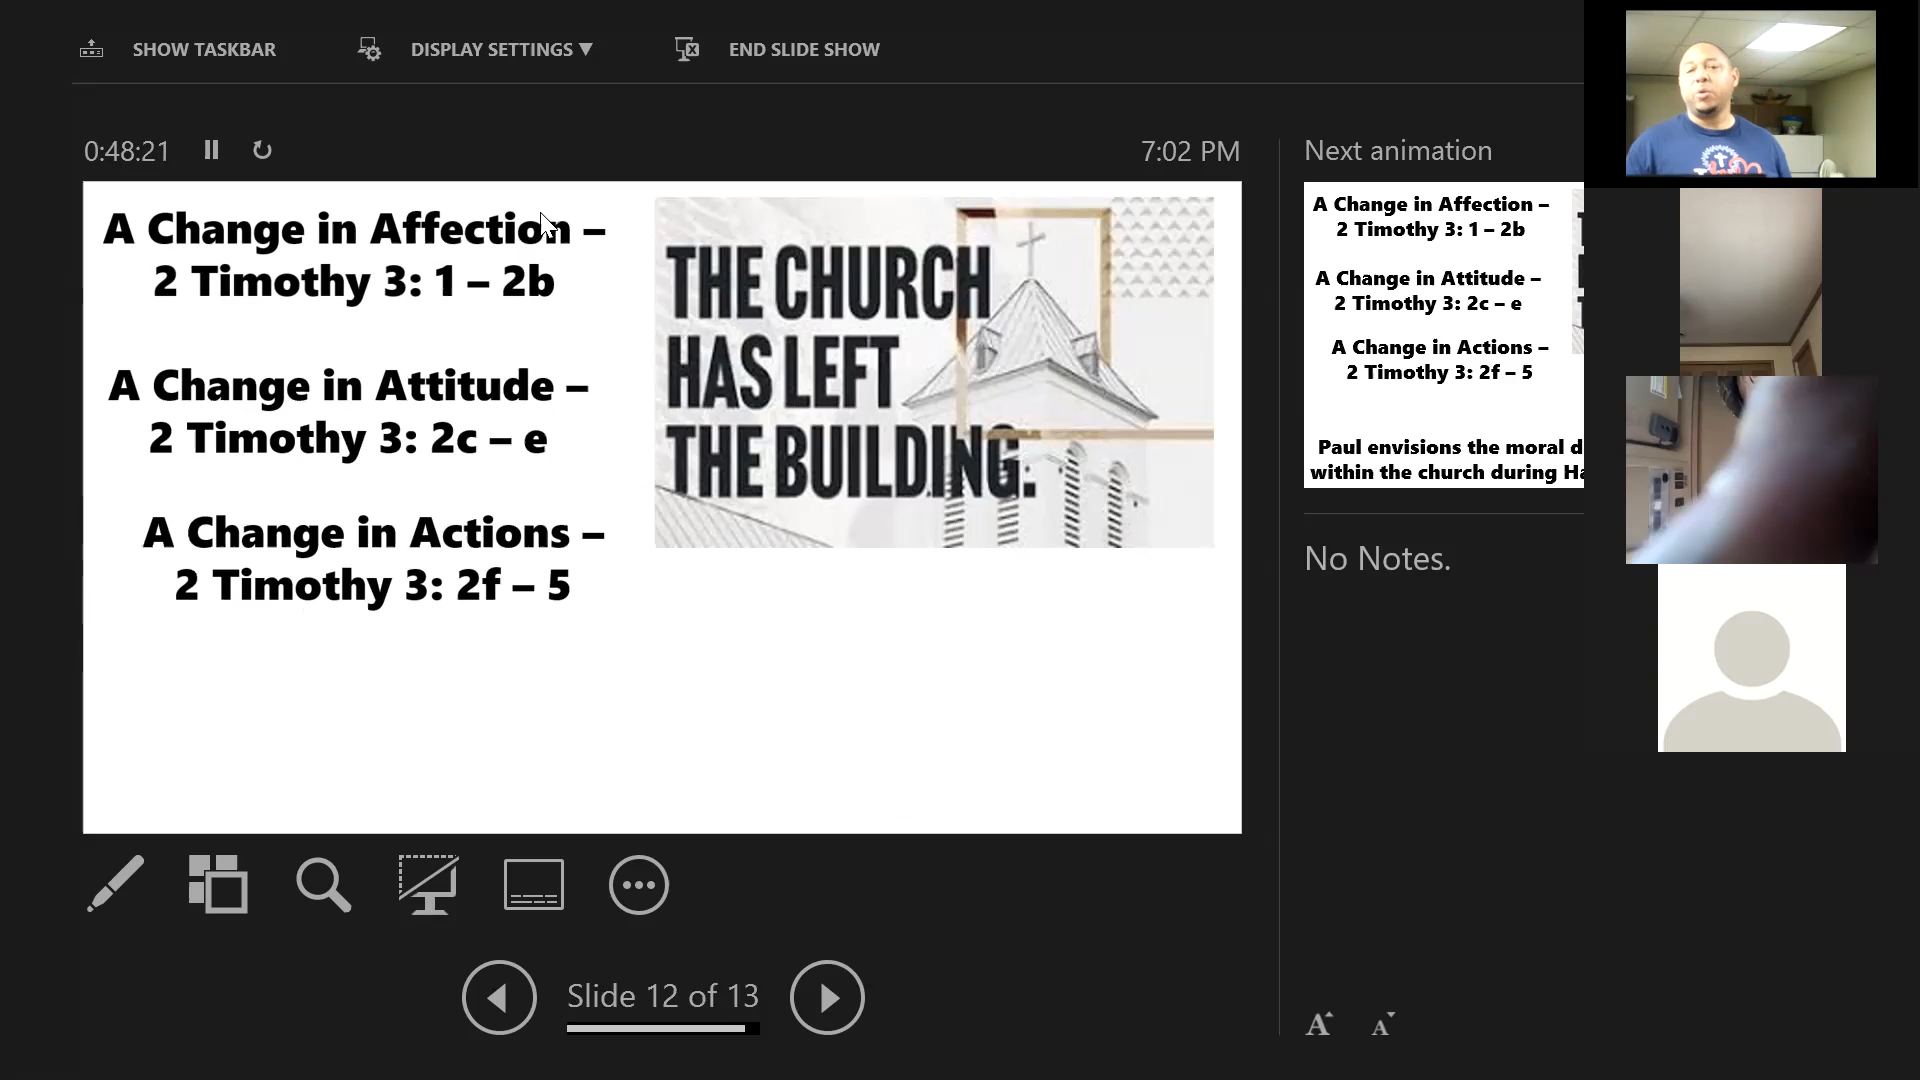 SHOW TASKBAR
DISPLAY SETTINGS ▼
END SLIDE SHOW
0:48:21
7:02 PM
A Change in Affection –
2 Timothy 3: 1 – 2b
A Change in Attitude –
2 Timothy 3: 2c – e
A Change in Actions –
2 Timothy 3: 2f – 5
THE CHURCH
HAS LEFT
THE BUILDING.
Next animation
A Change in Affection –
2 Timothy 3: 1 – 2b
A Change in Attitude –
2 Timothy 3: 2c – e
A Change in Actions –
2 Timothy 3: 2f – 5
Paul envisions the moral d
within the church during Ha
No Notes.
Slide 12 of 13
A A